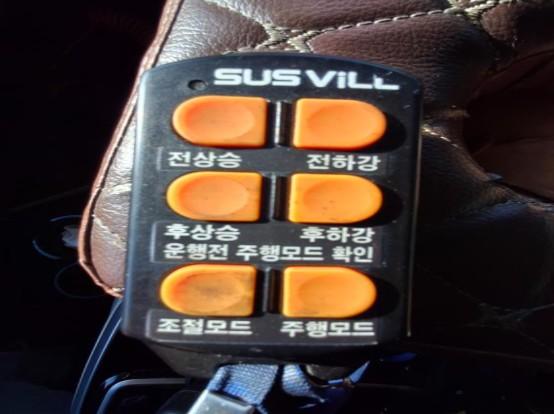 SUSViLL
전상승 전하강
후상승 후하강
운행전 주행모드 확인
조절모드 주행모드